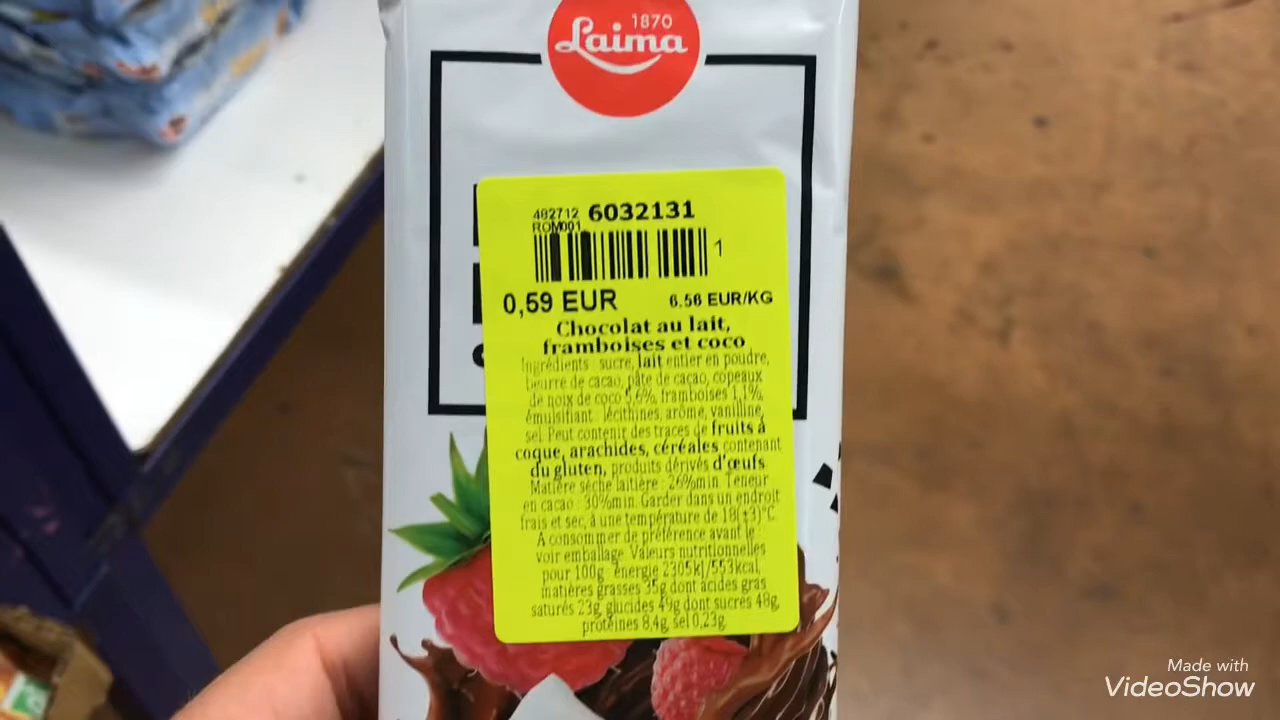 1870
Laima
482712 6032131
ROM001
1
0,59 EUR 6.56 EUR/KG
Chocolat au lait,
framboises et coco
Ingrédients : sucre, lait entier en poudre,
beurre de cacao, pâte de cacao, copeaux
de noix de coco 5,6%, framboises 1,1%,
émulsifiant : lécithines, arôme, vanilline,
sel. Peut contenir des traces de fruits à
coque, arachides, céréales contenant
du gluten, produits dérivés d'œufs.
Matière sèche laitière : 26%min. Teneur
en cacao : 30%min. Garder dans un endroit
frais et sec, à une température de 18(±3)°C.
A consommer de préférence avant le :
voir emballage. Valeurs nutritionnelles
pour 100g : énergie 2305kJ/553kcal,
matières grasses 35g dont acides gras
saturés 23g, glucides 49g dont sucres 48g,
protéines 8,4g, sel 0,23g.
Made with
VideoShow